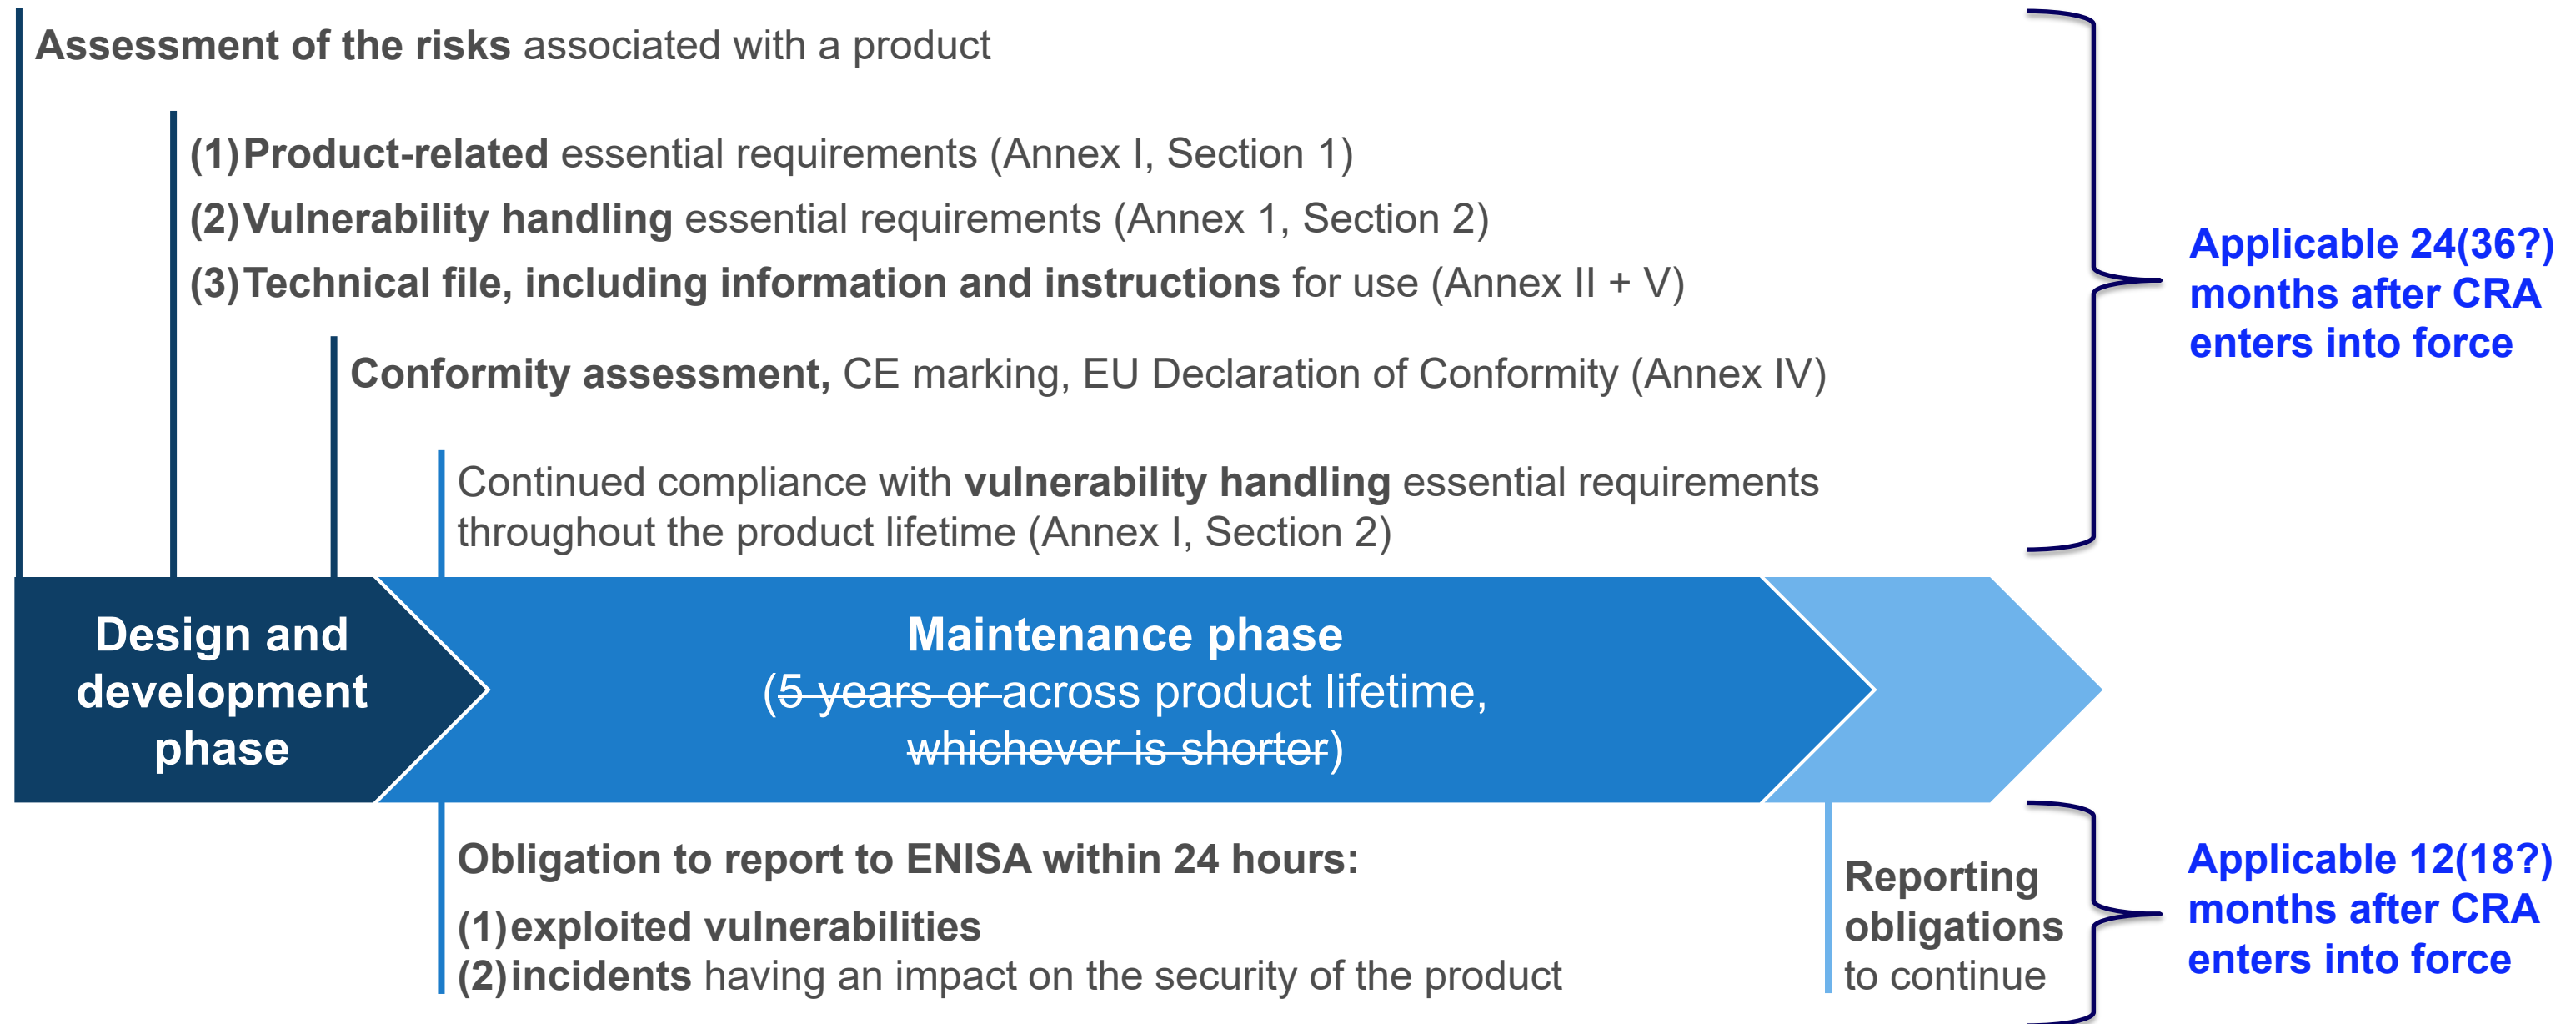 Assessment of the risks associated with a product
(1) Product-related essential requirements (Annex I, Section 1)
(2) Vulnerability handling essential requirements (Annex 1, Section 2)
(3) Technical file, including information and instructions for use (Annex II + V)
Conformity assessment, CE marking, EU Declaration of Conformity (Annex IV)
Continued compliance with vulnerability handling essential requirements
throughout the product lifetime (Annex I, Section 2)
Applicable 24(36?)
months after CRA
enters into force
Design and
development
phase
Maintenance phase
(5 years or across product lifetime,
whichever is shorter)
Obligation to report to ENISA within 24 hours:
(1) exploited vulnerabilities
(2) incidents having an impact on the security of the product
Reporting
obligations
to continue
Applicable 12(18?)
months after CRA
enters into force